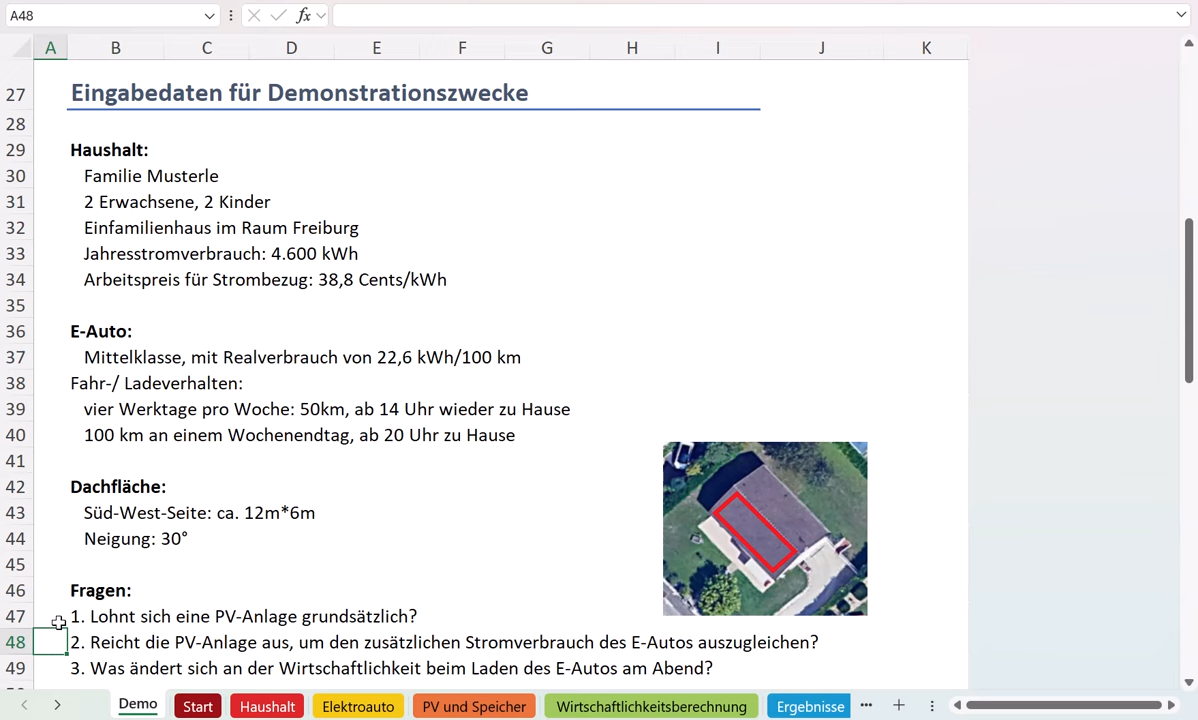 A48
fx
A B C D E F G H I J K
27 Eingabedaten für Demonstrationszwecke
28
29 Haushalt:
30 Familie Musterle
31 2 Erwachsene, 2 Kinder
32 Einfamilienhaus im Raum Freiburg
33 Jahresstromverbrauch: 4.600 kWh
34 Arbeitspreis für Strombezug: 38,8 Cents/kWh
35
36 E-Auto:
37 Mittelklasse, mit Realverbrauch von 22,6 kWh/100 km
38 Fahr-/ Ladeverhalten:
39 vier Werktage pro Woche: 50km, ab 14 Uhr wieder zu Hause
40 100 km an einem Wochenendtag, ab 20 Uhr zu Hause
41
42 Dachfläche:
43 Süd-West-Seite: ca. 12m*6m
44 Neigung: 30°
45
46 Fragen:
47 1. Lohnt sich eine PV-Anlage grundsätzlich?
48 2. Reicht die PV-Anlage aus, um den zusätzlichen Stromverbrauch des E-Autos auszugleichen?
49 3. Was ändert sich an der Wirtschaftlichkeit beim Laden des E-Autos am Abend?
Demo Start Haushalt Elektroauto PV und Speicher Wirtschaftlichkeitsberechnung Ergebnisse